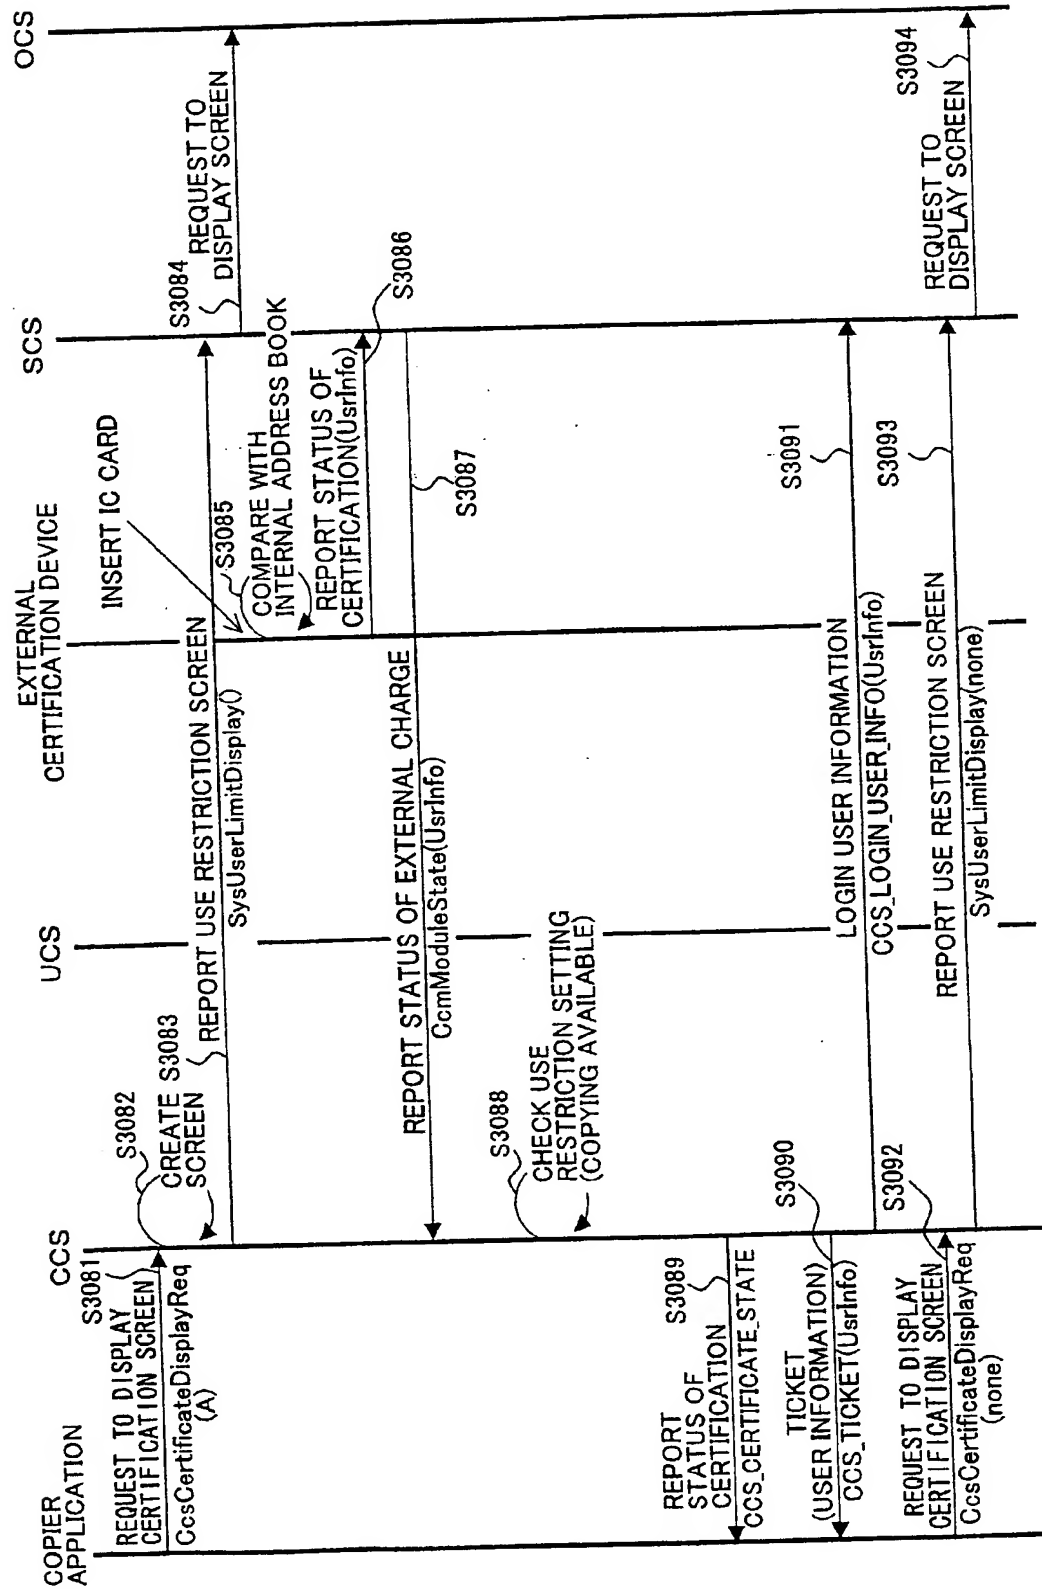 COPIER
APPLICATION
CCS
UCS
EXTERNAL
CERTIFICATION DEVICE
SCS
OCS
S3081
REQUEST TO DISPLAY
CERTIFICATION SCREEN
CcsCertificateDisplayReq
(A)
S3082
CREATE
SCREEN
S3083
REPORT USE RESTRICTION SCREEN
SysUserLimitDisplay()
S3084
REQUEST TO
DISPLAY SCREEN
INSERT IC CARD
S3085
COMPARE WITH
INTERNAL ADDRESS BOOK
REPORT STATUS OF
CERTIFICATION(UsrInfo)
S3086
S3087
REPORT STATUS OF EXTERNAL CHARGE
CcmModuleState(UsrInfo)
S3088
CHECK USE
RESTRICTION SETTING
(COPYING AVAILABLE)
REPORT
STATUS OF
CERTIFICATION
S3089
CCS_CERTIFICATE_STATE
TICKET
(USER INFORMATION)
S3090
CCS_TICKET(UsrInfo)
LOGIN USER INFORMATION
S3091
CCS_LOGIN_USER_INFO(UsrInfo)
REQUEST TO DISPLAY
CERTIFICATION SCREEN
S3092
CcsCertificateDisplayReq
(none)
REPORT USE RESTRICTION SCREEN
S3093
SysUserLimitDisplay(none)
REQUEST TO
DISPLAY SCREEN
S3094